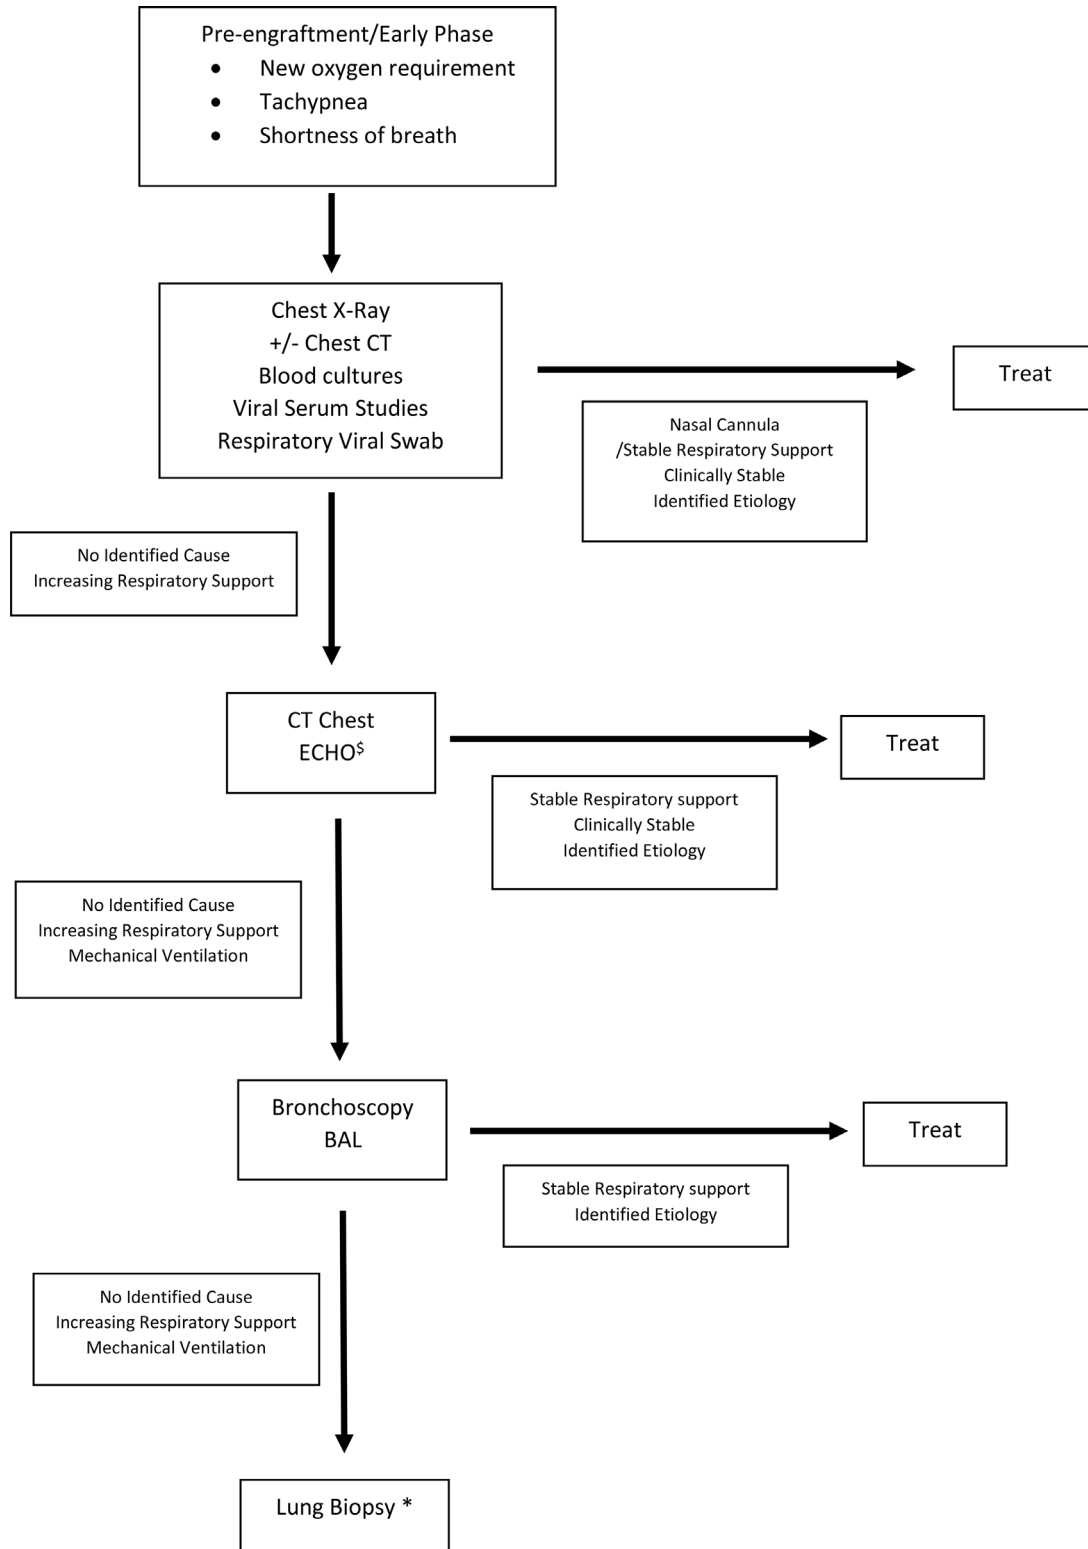 Pre-engraftment/Early Phase
• New oxygen requirement
• Tachypnea
• Shortness of breath
Chest X-Ray
+/- Chest CT
Blood cultures
Viral Serum Studies
Respiratory Viral Swab
Treat
Nasal Cannula
/Stable Respiratory Support
Clinically Stable
Identified Etiology
No Identified Cause
Increasing Respiratory Support
CT Chest
ECHO$
Treat
Stable Respiratory support
Clinically Stable
Identified Etiology
No Identified Cause
Increasing Respiratory Support
Mechanical Ventilation
Bronchoscopy
BAL
Treat
Stable Respiratory support
Identified Etiology
No Identified Cause
Increasing Respiratory Support
Mechanical Ventilation
Lung Biopsy *